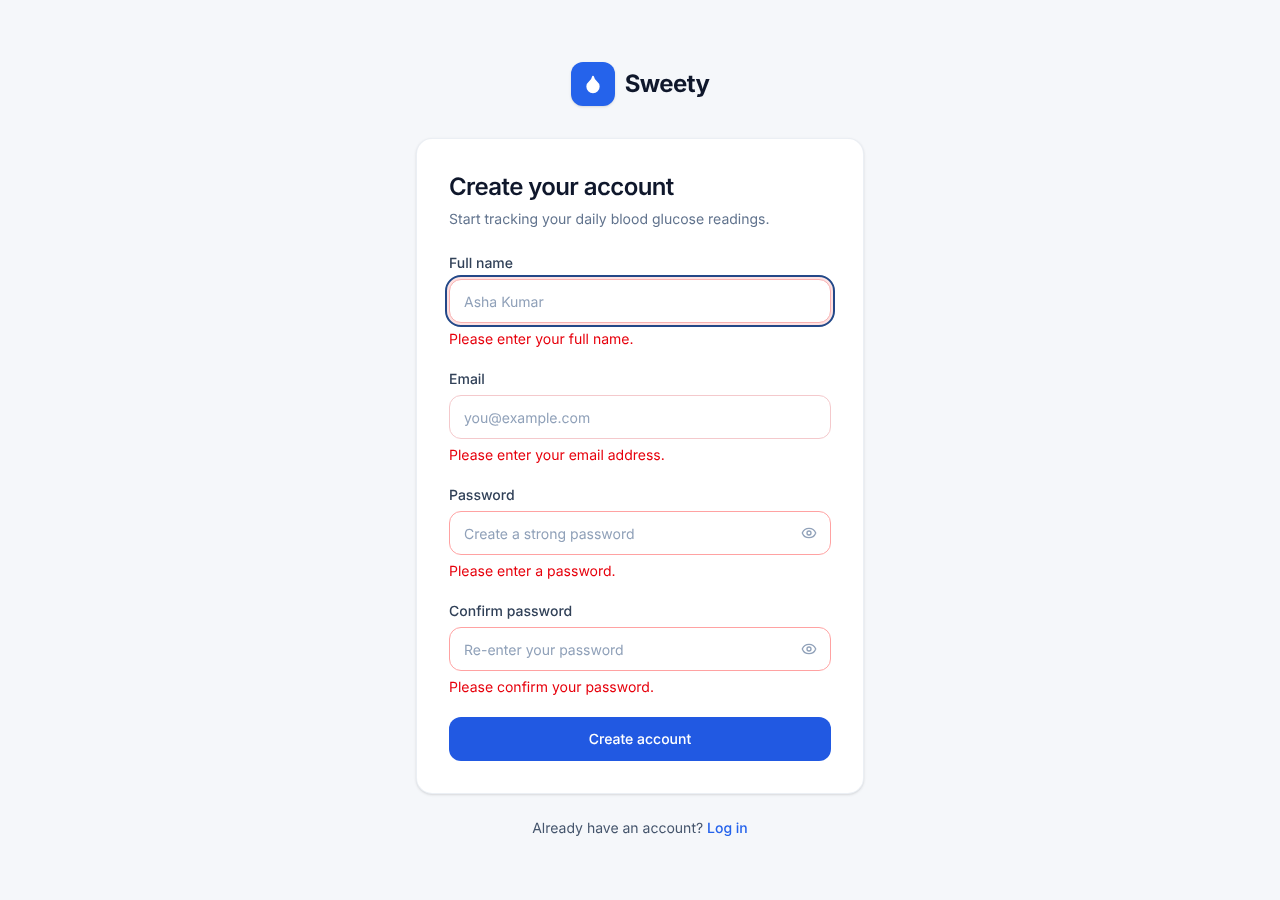 Sweety
Create your account
Start tracking your daily blood glucose readings.
Full name
Asha Kumar
Please enter your full name.
Email
you@example.com
Please enter your email address.
Password
Create a strong password
Please enter a password.
Confirm password
Re-enter your password
Please confirm your password.
Create account
Already have an account? Log in